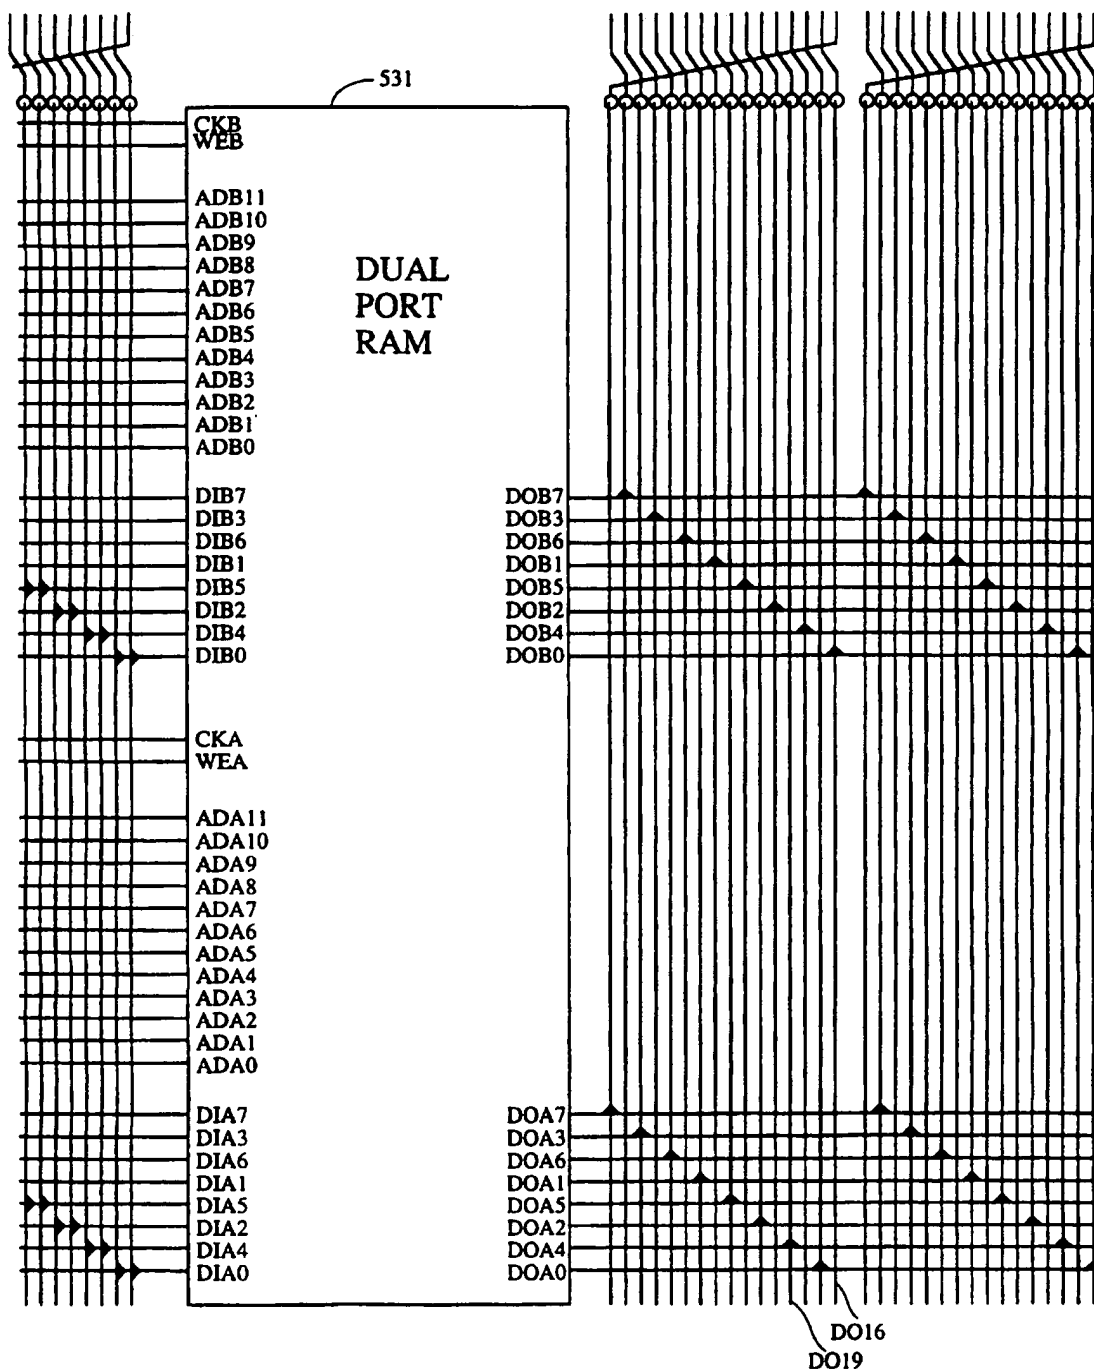 531
CKB
WEB
ADB11
ADB10
ADB9
ADB8
ADB7
ADB6
ADB5
ADB4
ADB3
ADB2
ADB1
ADB0
DUAL
PORT
RAM
DIB7 DOB7
DIB3 DOB3
DIB6 DOB6
DIB1 DOB1
DIB5 DOB5
DIB2 DOB2
DIB4 DOB4
DIB0 DOB0
CKA
WEA
ADA11
ADA10
ADA9
ADA8
ADA7
ADA6
ADA5
ADA4
ADA3
ADA2
ADA1
ADA0
DIA7 DOA7
DIA3 DOA3
DIA6 DOA6
DIA1 DOA1
DIA5 DOA5
DIA2 DOA2
DIA4 DOA4
DIA0 DOA0
DO16
DO19